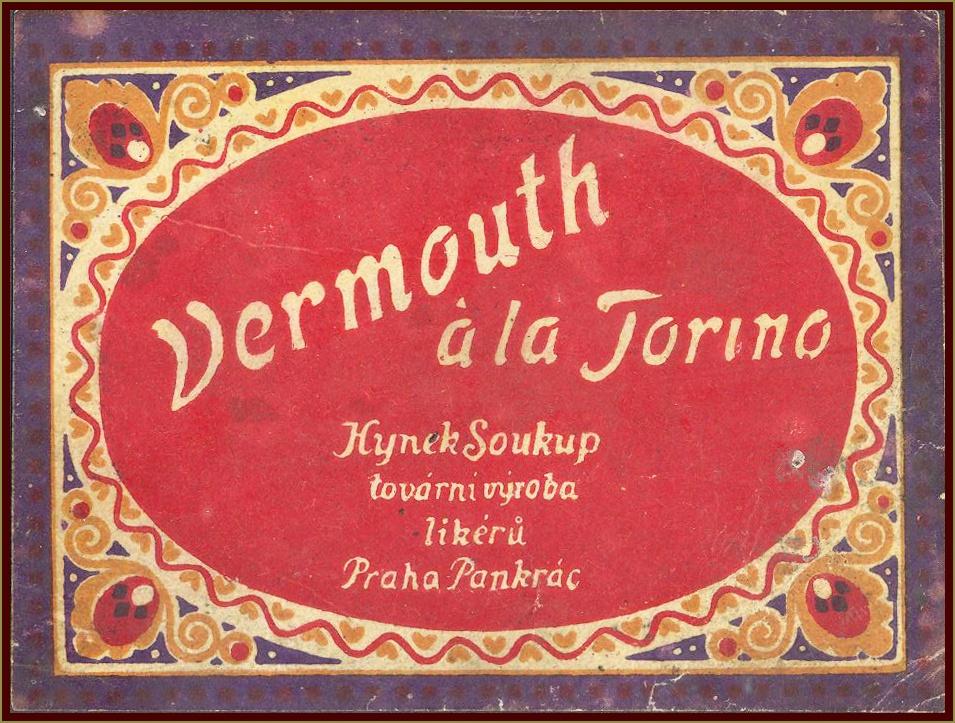 Vermouth
à la Torino
Hynek Soukup
tovární výroba
likérů
Praha Pankrác